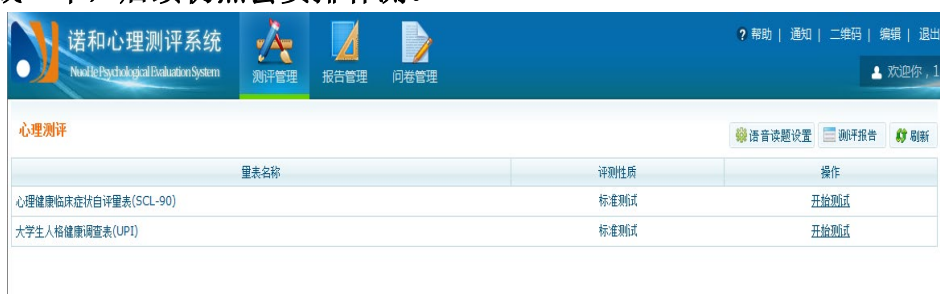 诺和心理测评系统
NuoHe Psychological Evaluation System
测评管理
报告管理
问卷管理
? 帮助 | 通知 | 二维码 | 编辑 | 退出
欢迎你，1
心理测评
语音读题设置
测评报告
刷新
量表名称
评测性质
操作
心理健康临床症状自评量表(SCL-90)
标准测试
开始测试
大学生人格健康调查表(UPI)
标准测试
开始测试